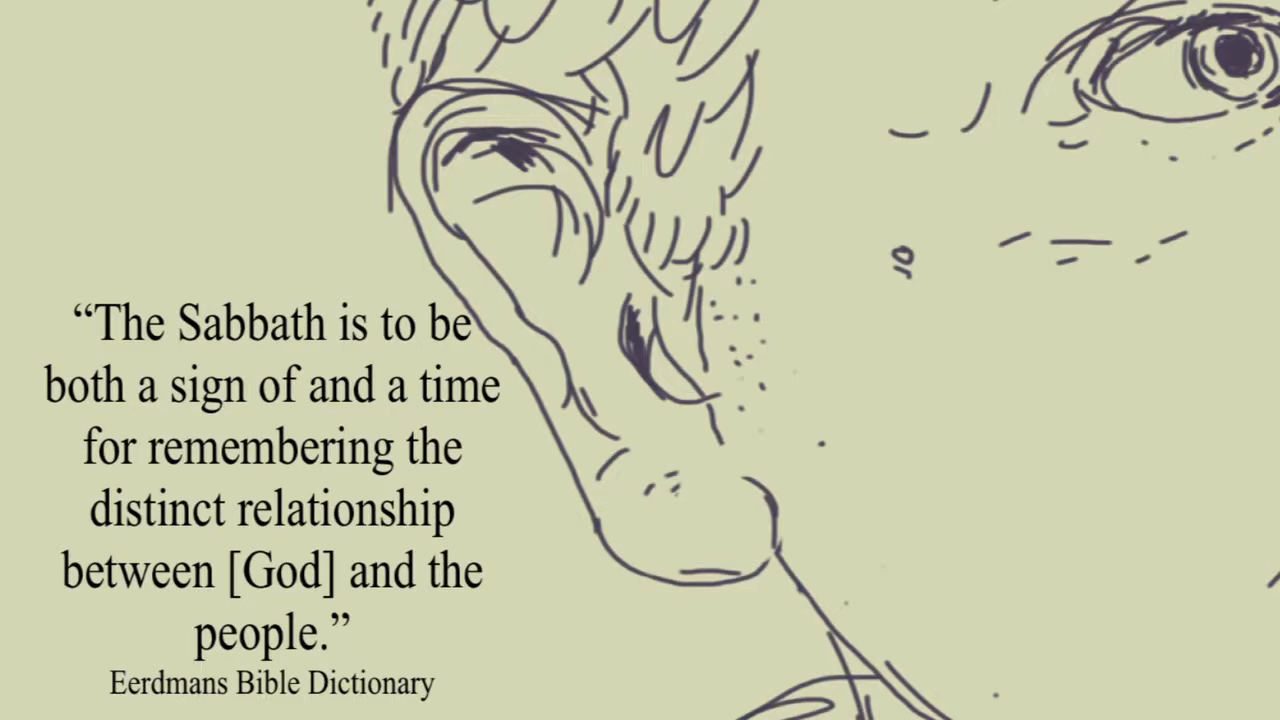 “The Sabbath is to be
both a sign of and a time
for remembering the
distinct relationship
between [God] and the
people.”
Eerdmans Bible Dictionary